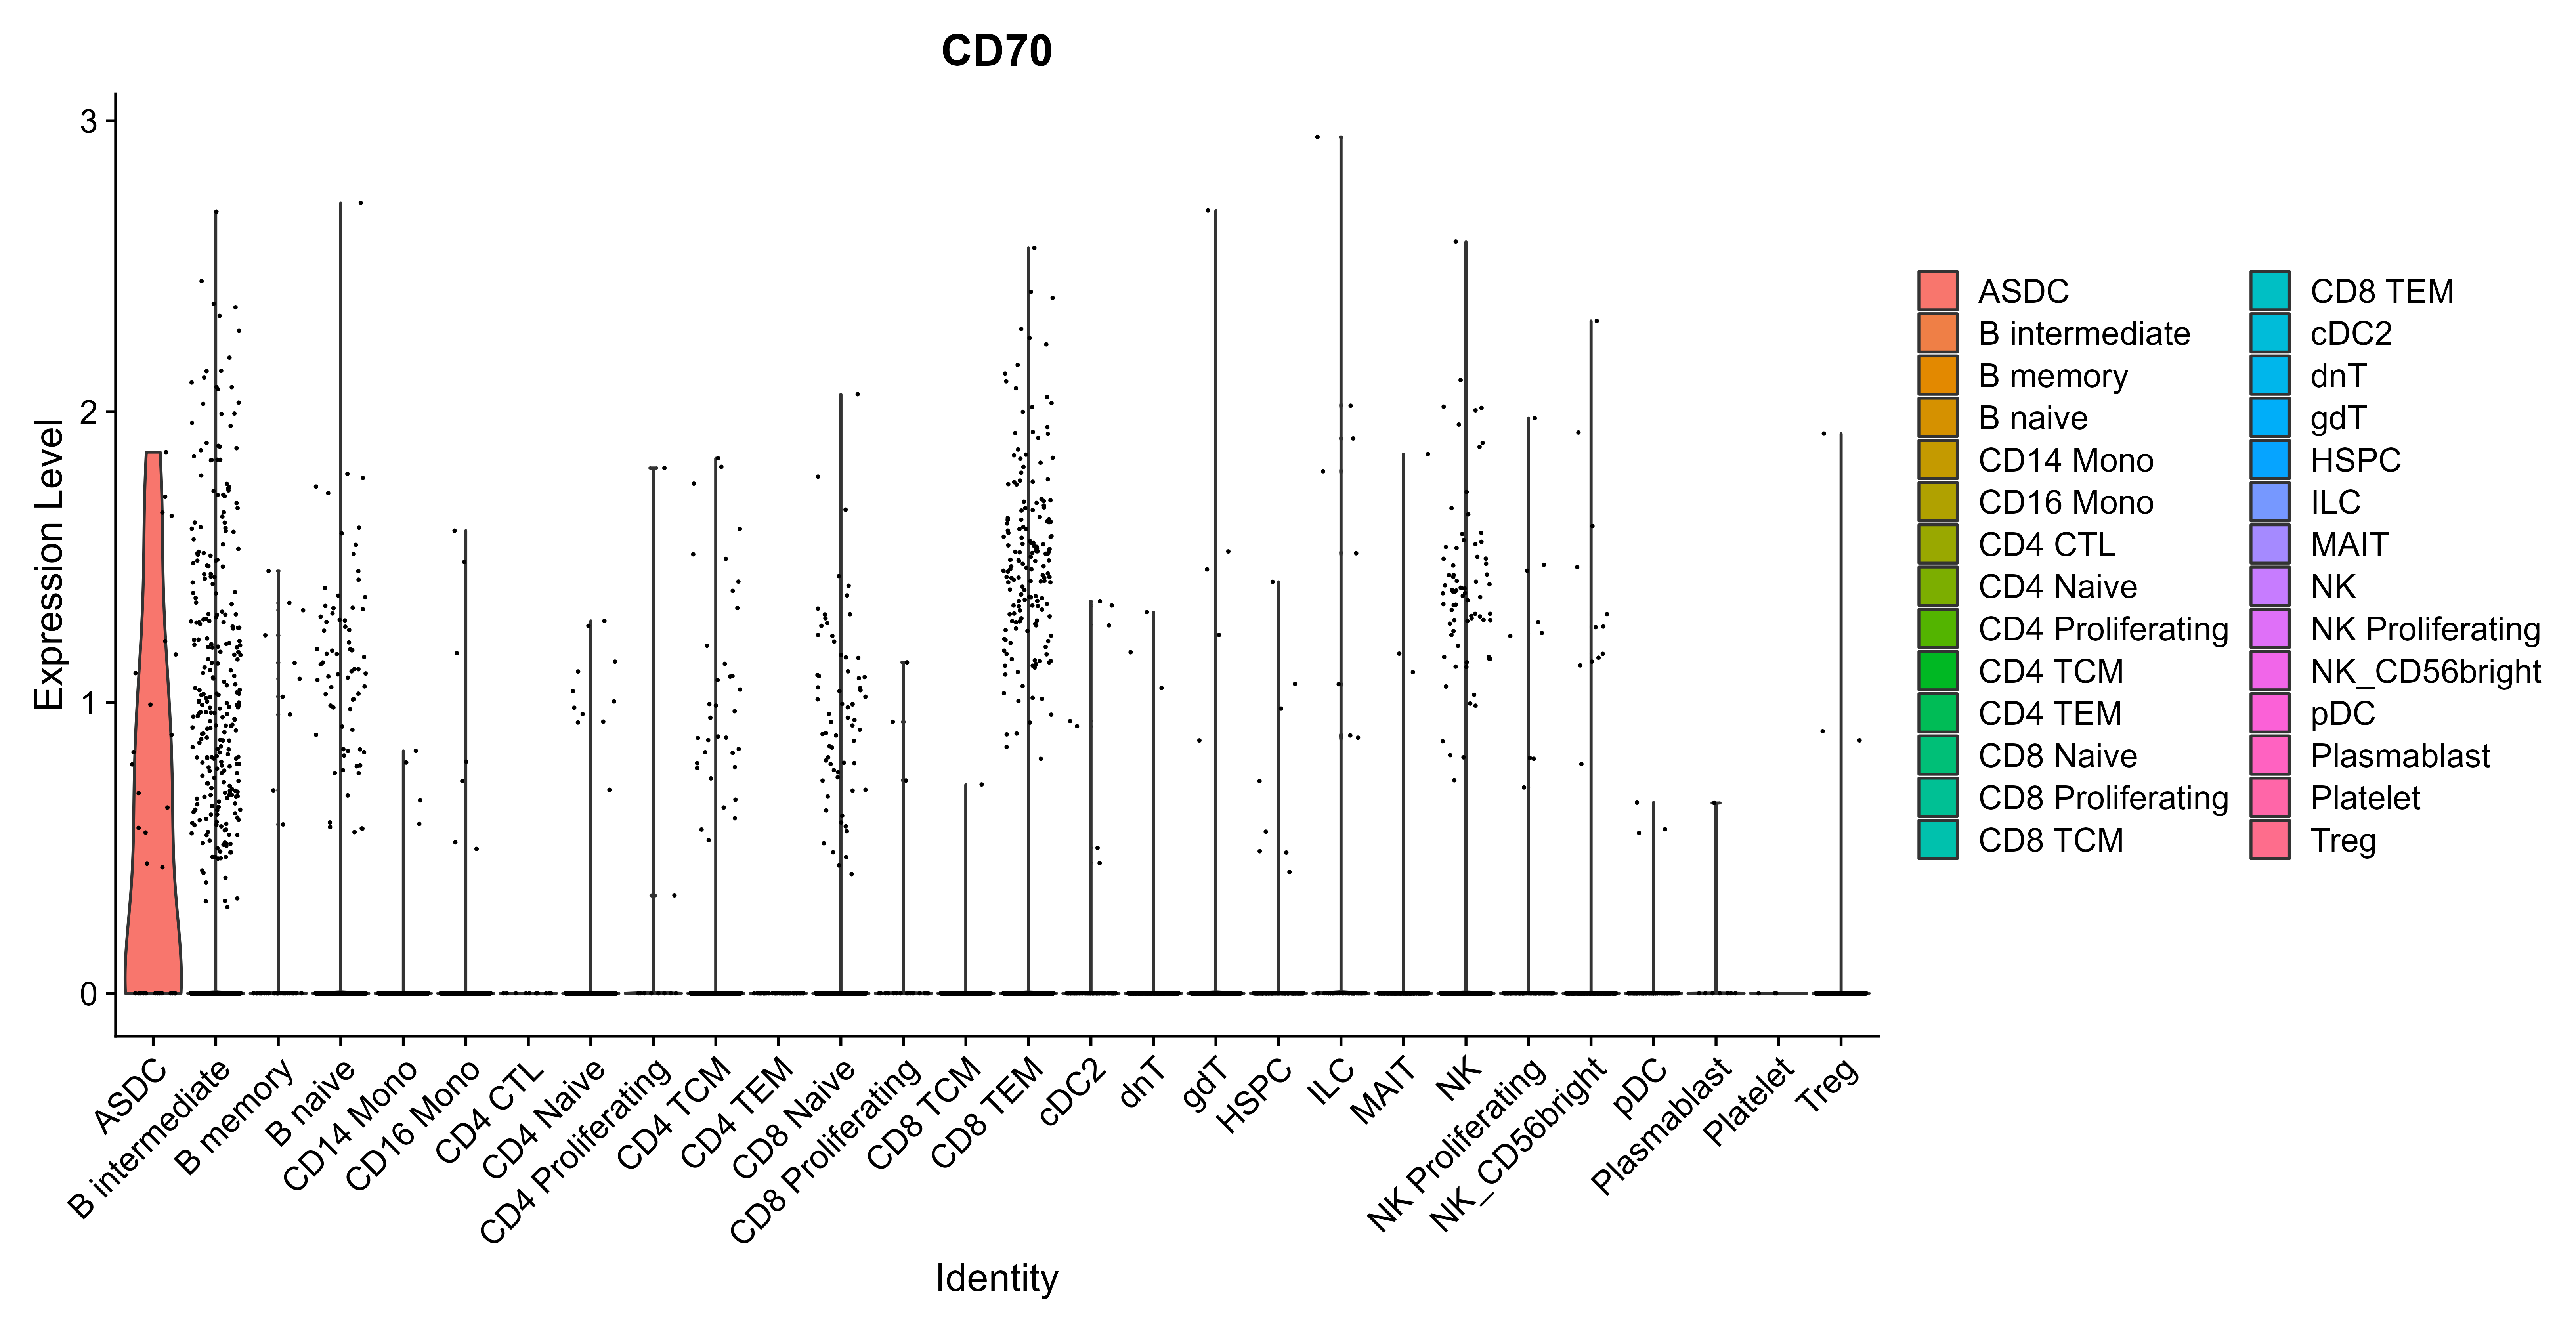 CD70
Expression Level
3
2
1
0
ASDC
B intermediate
B memory
B naive
CD14 Mono
CD16 Mono
CD4 CTL
CD4 Naive
CD4 Proliferating
CD4 TCM
CD4 TEM
CD8 Naive
CD8 Proliferating
CD8 TCM
CD8 TEM
cDC2
dnT
gdT
HSPC
ILC
MAIT
NK
NK Proliferating
NK_CD56bright
pDC
Plasmablast
Platelet
Treg
Identity
ASDC
B intermediate
B memory
B naive
CD14 Mono
CD16 Mono
CD4 CTL
CD4 Naive
CD4 Proliferating
CD4 TCM
CD4 TEM
CD8 Naive
CD8 Proliferating
CD8 TCM
CD8 TEM
cDC2
dnT
gdT
HSPC
ILC
MAIT
NK
NK Proliferating
NK_CD56bright
pDC
Plasmablast
Platelet
Treg